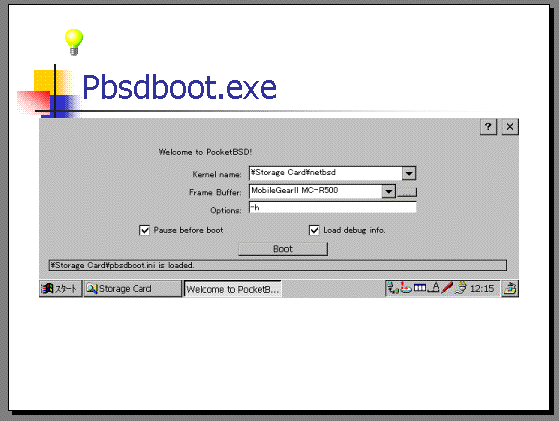 Pbsdboot.exe
? ×
Welcome to PocketBSD!
Kernel name: ¥Storage Card¥netbsd
Frame Buffer: MobileGearII MC-R500 ...
Options: -h
Pause before boot Load debug info.
Boot
¥Storage Card¥pbsdboot.ini is loaded.
スタート Storage Card Welcome to PocketB... A 12:15